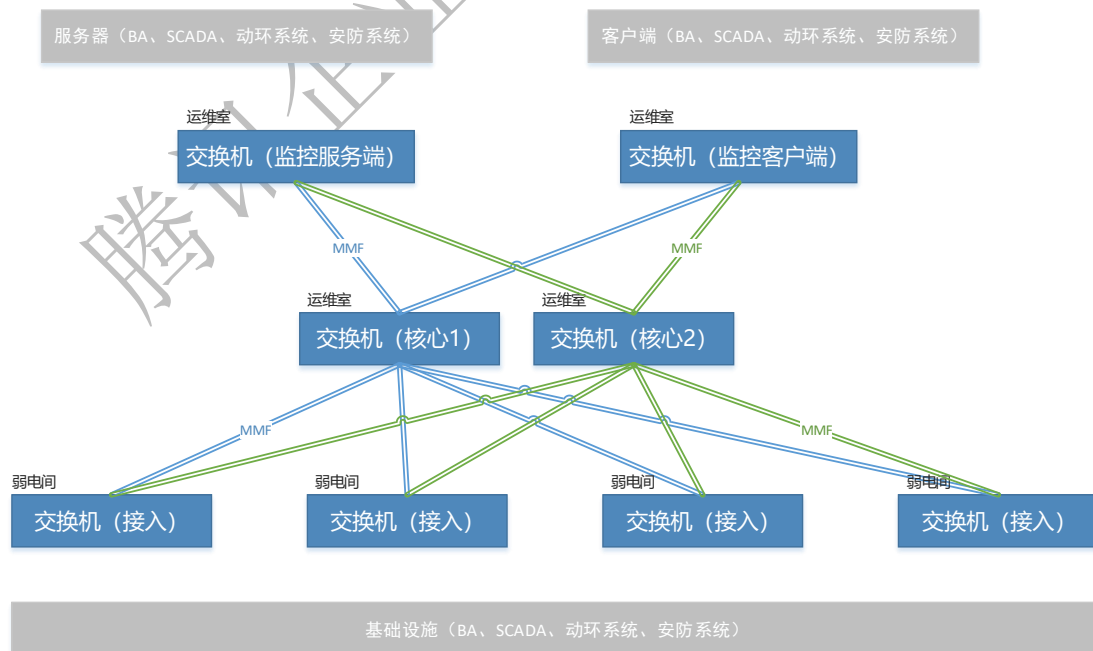 服务器（BA、SCADA、动环系统、安防系统）
客户端（BA、SCADA、动环系统、安防系统）
运维室
运维室
交换机（监控服务端）
交换机（监控客户端）
MMF
MMF
运维室
运维室
交换机（核心1）
交换机（核心2）
MMF
MMF
弱电间
弱电间
弱电间
弱电间
交换机（接入）
交换机（接入）
交换机（接入）
交换机（接入）
基础设施（BA、SCADA、动环系统、安防系统）
腾讯企业